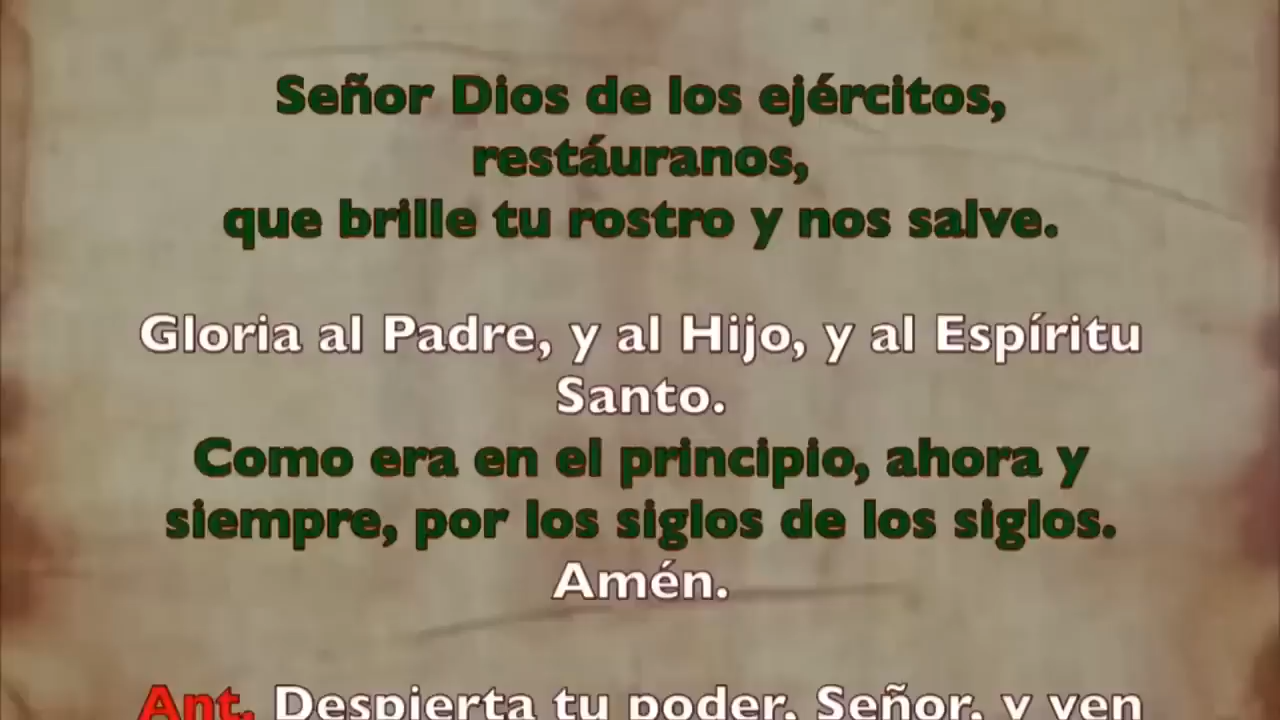 Señor Dios de los ejércitos,
restáuranos,
que brille tu rostro y nos salve.
Gloria al Padre, y al Hijo, y al Espíritu
Santo.
Como era en el principio, ahora y
siempre, por los siglos de los siglos.
Amén.
Ant. Despierta tu poder, Señor, y ven